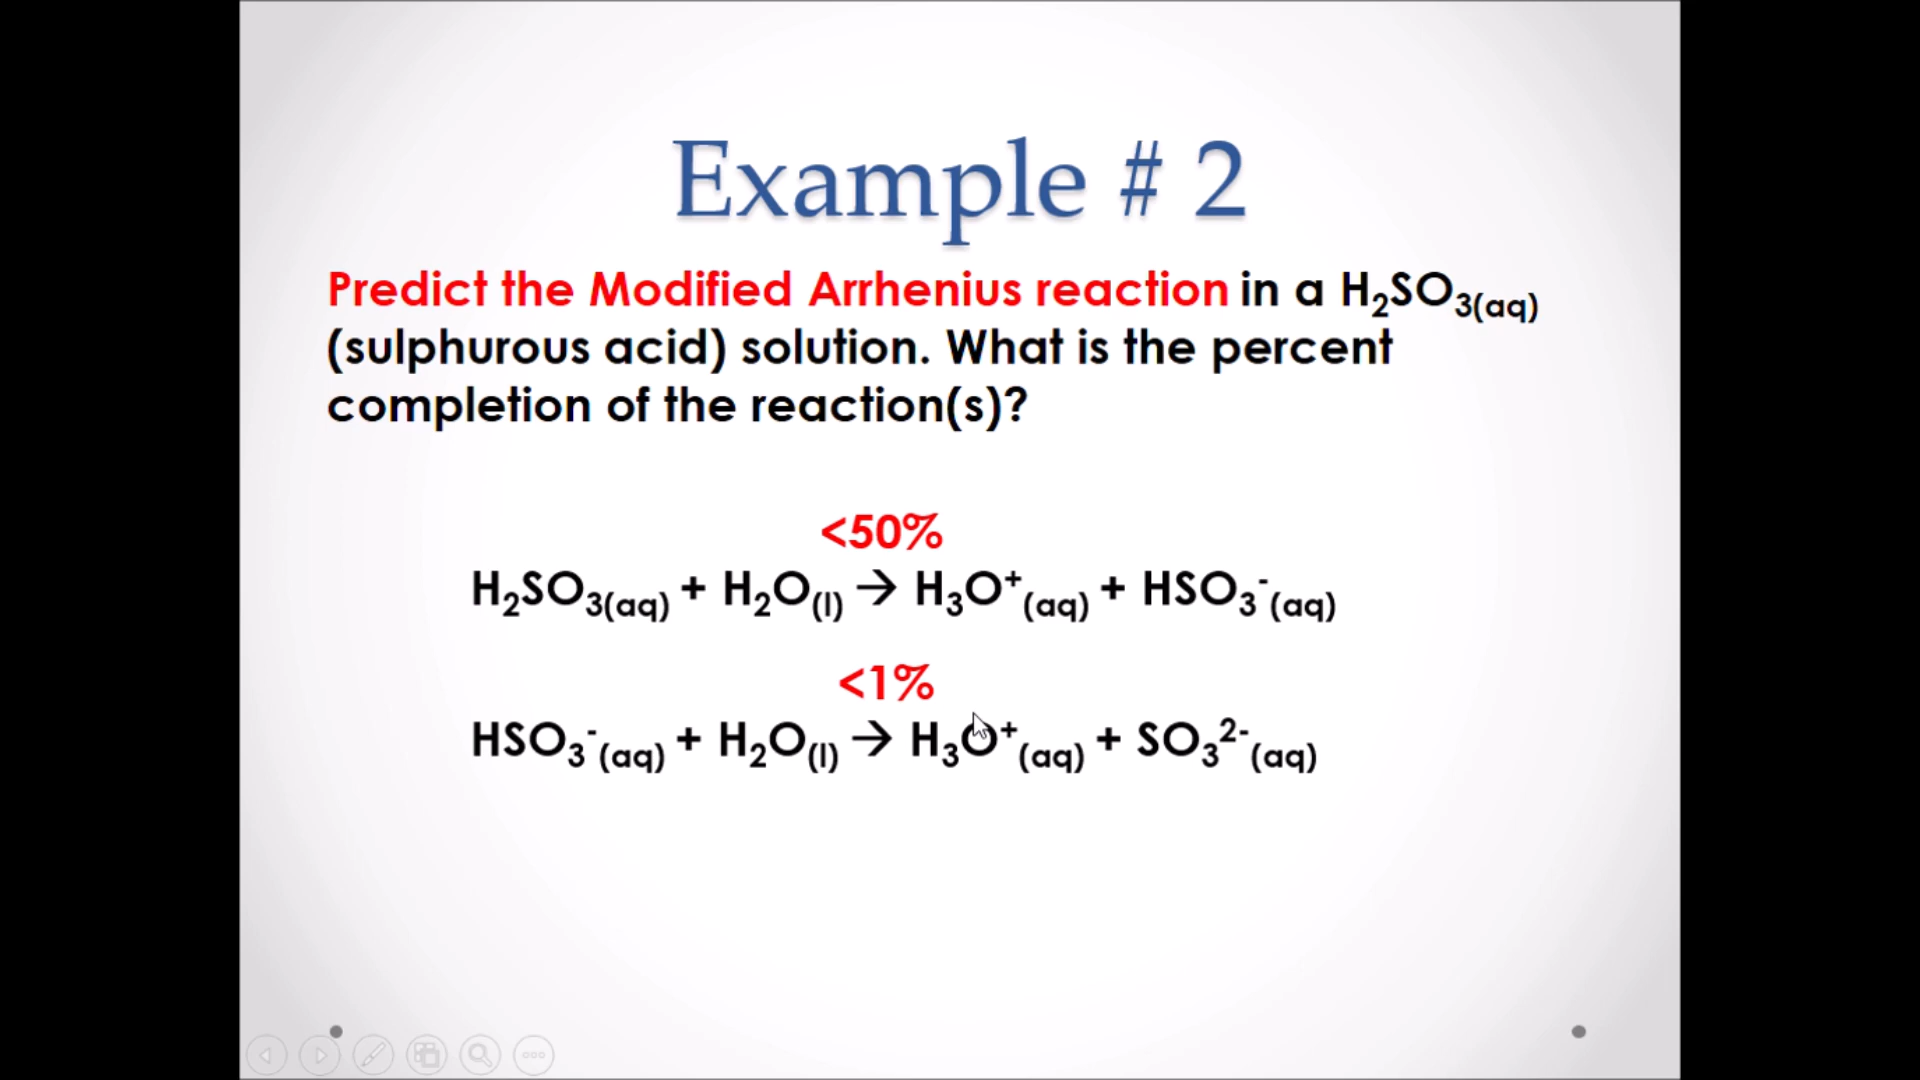 Example # 2
Predict the Modified Arrhenius reaction in a H₂SO₃₍aq₎
(sulphurous acid) solution. What is the percent
completion of the reaction(s)?
<50%
H₂SO₃(aq) + H₂O(l) → H₃O⁺(aq) + HSO₃⁻(aq)
<1%
HSO₃⁻(aq) + H₂O(l) → H₃O⁺(aq) + SO₃²⁻(aq)